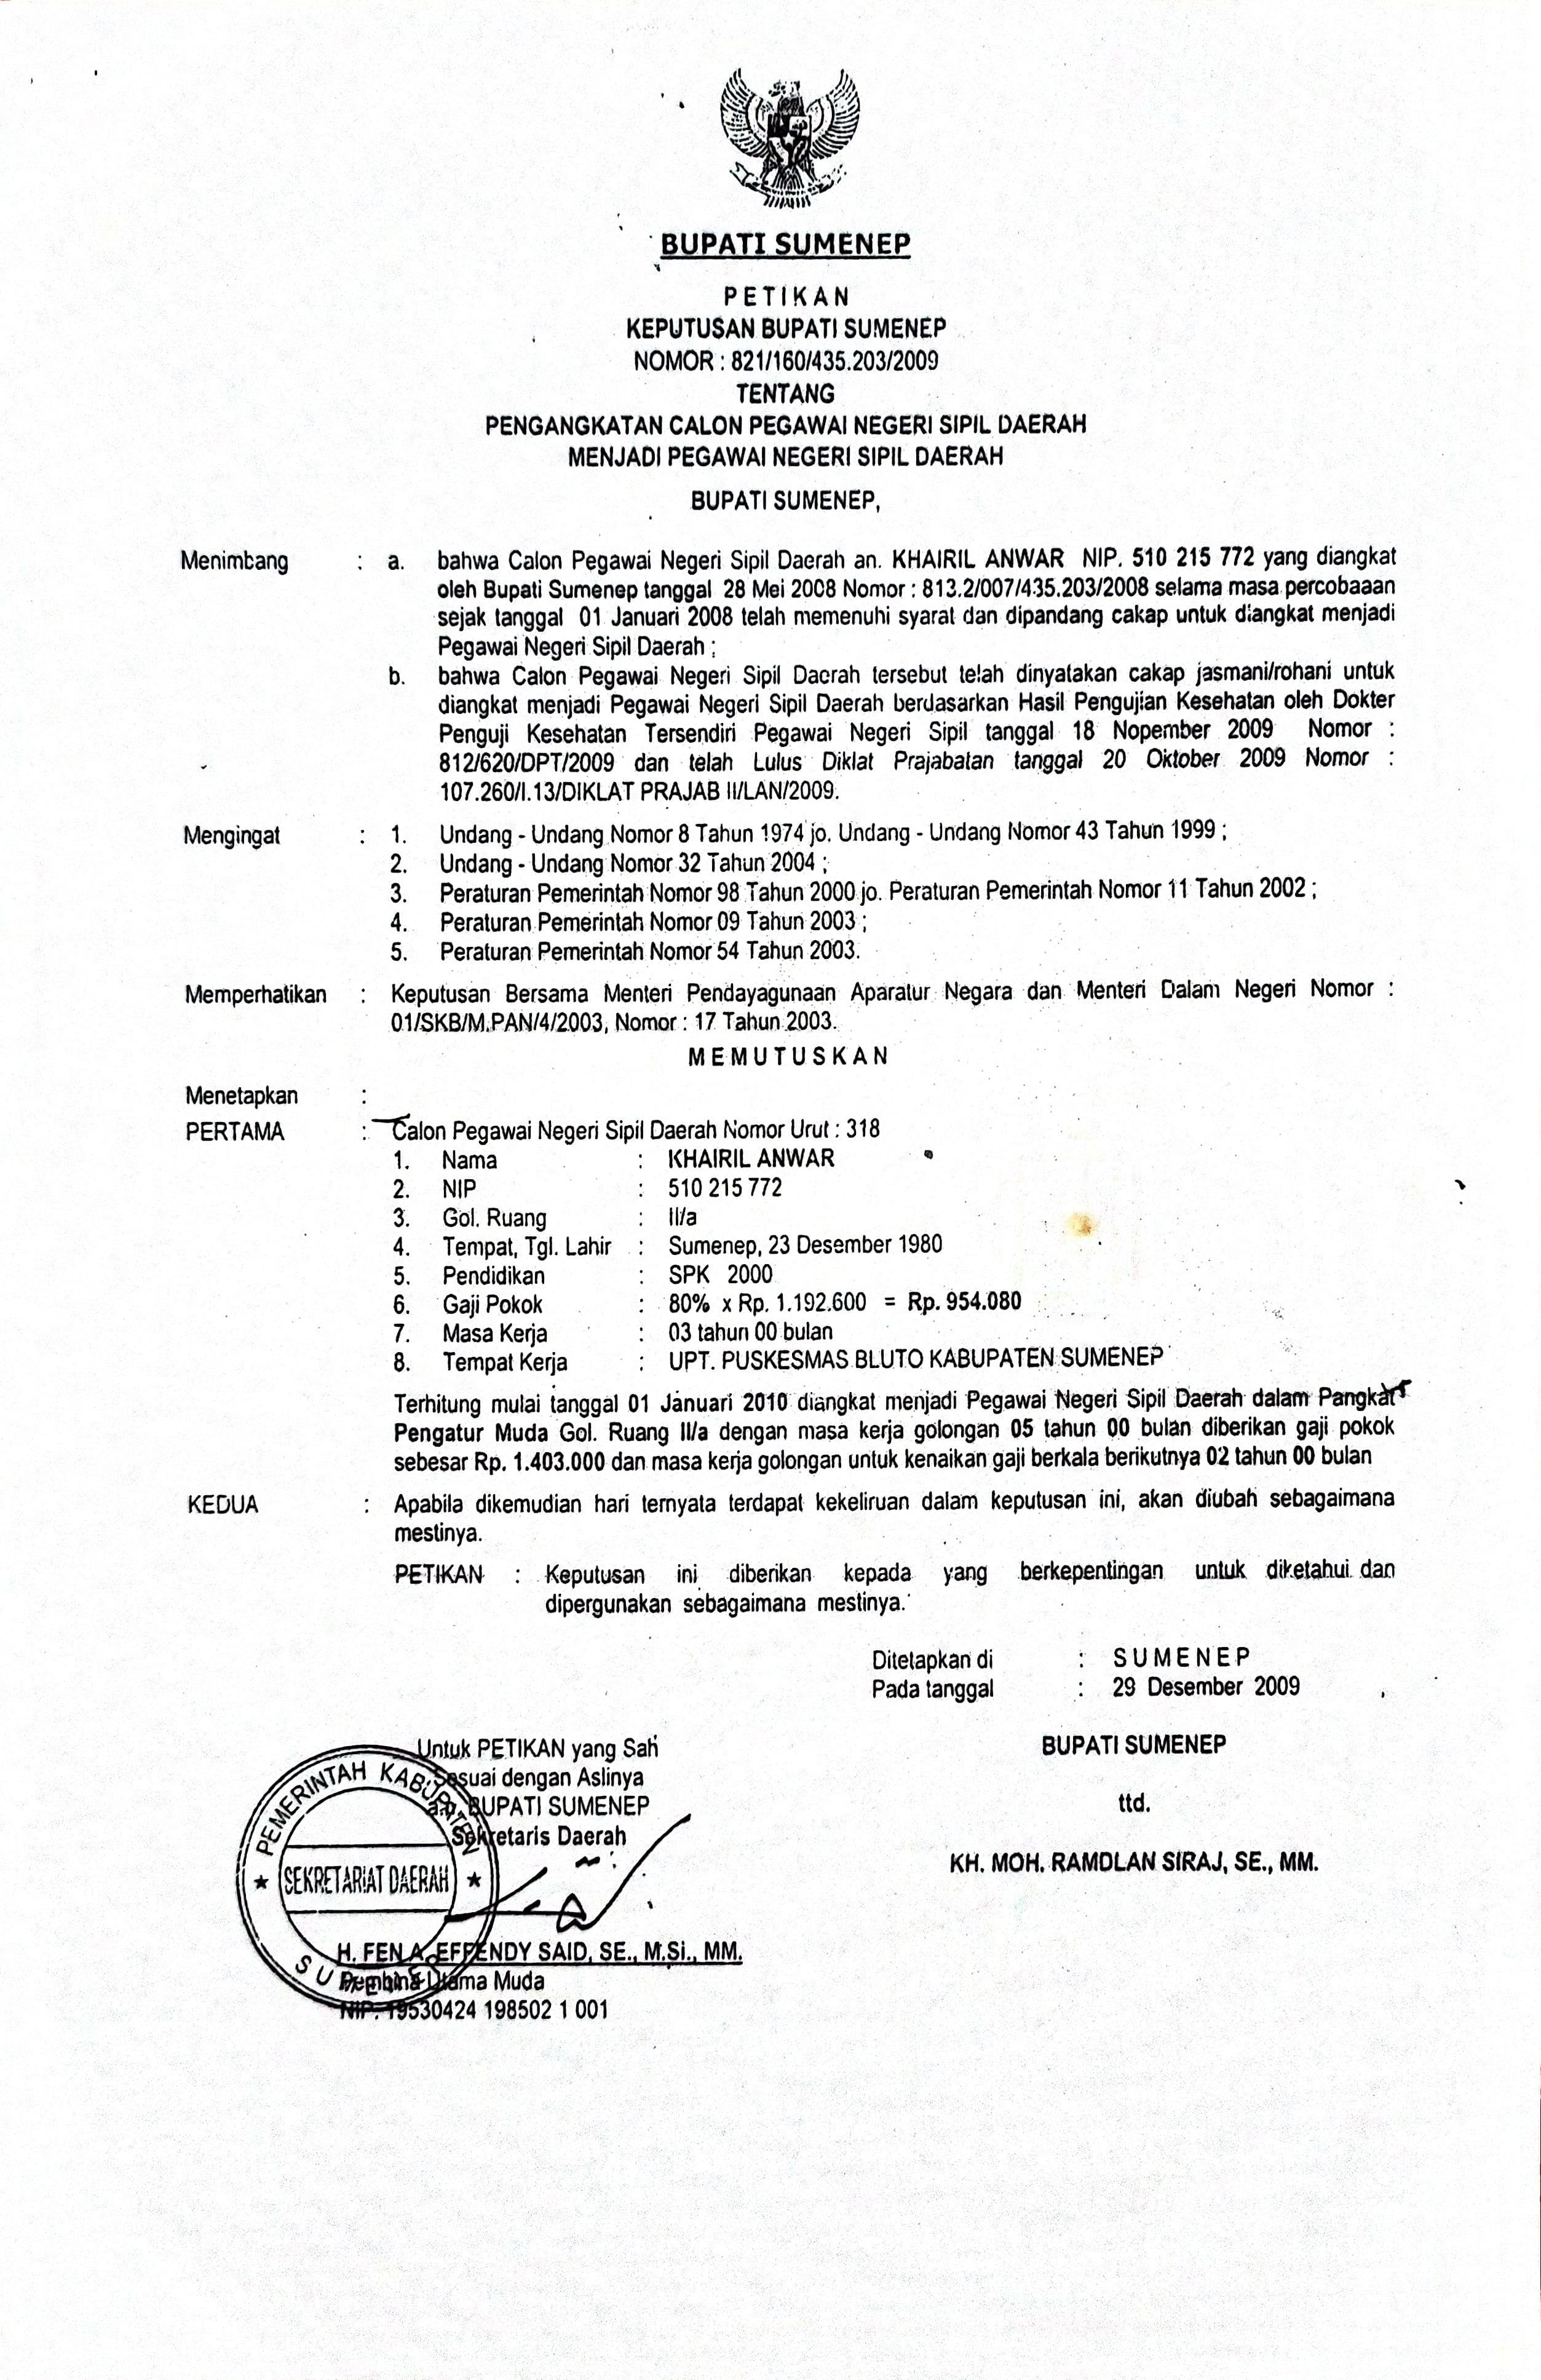 BUPATI SUMENEP
PETIKAN
KEPUTUSAN BUPATI SUMENEP
NOMOR : 821/160/435.203/2009
TENTANG
PENGANGKATAN CALON PEGAWAI NEGERI SIPIL DAERAH
MENJADI PEGAWAI NEGERI SIPIL DAERAH
BUPATI SUMENEP,
Menimbang : a. bahwa Calon Pegawai Negeri Sipil Daerah an. KHAIRIL ANWAR NIP. 510 215 772 yang diangkat
oleh Bupati Sumenep tanggal 28 Mei 2008 Nomor : 813.2/007/435.203/2008 selama masa percobaaan
sejak tanggal 01 Januari 2008 telah memenuhi syarat dan dipandang cakap untuk diangkat menjadi
Pegawai Negeri Sipil Daerah ;
b. bahwa Calon Pegawai Negeri Sipil Daerah tersebut telah dinyatakan cakap jasmani/rohani untuk
diangkat menjadi Pegawai Negeri Sipil Daerah berdasarkan Hasil Pengujian Kesehatan oleh Dokter
Penguji Kesehatan Tersendiri Pegawai Negeri Sipil tanggal 18 Nopember 2009 Nomor :
812/620/DPT/2009 dan telah Lulus Diklat Prajabatan tanggal 20 Oktober 2009 Nomor :
107.260/I.13/DIKLAT PRAJAB II/LAN/2009.
Mengingat : 1. Undang - Undang Nomor 8 Tahun 1974 jo. Undang - Undang Nomor 43 Tahun 1999 ;
2. Undang - Undang Nomor 32 Tahun 2004 ;
3. Peraturan Pemerintah Nomor 98 Tahun 2000 jo. Peraturan Pemerintah Nomor 11 Tahun 2002 ;
4. Peraturan Pemerintah Nomor 09 Tahun 2003 ;
5. Peraturan Pemerintah Nomor 54 Tahun 2003.
Memperhatikan : Keputusan Bersama Menteri Pendayagunaan Aparatur Negara dan Menteri Dalam Negeri Nomor :
01/SKB/M.PAN/4/2003, Nomor : 17 Tahun 2003.
MEMUTUSKAN
Menetapkan :
PERTAMA : Calon Pegawai Negeri Sipil Daerah Nomor Urut : 318
1. Nama : KHAIRIL ANWAR
2. NIP : 510 215 772
3. Gol. Ruang : II/a
4. Tempat, Tgl. Lahir : Sumenep, 23 Desember 1980
5. Pendidikan : SPK 2000
6. Gaji Pokok : 80% x Rp. 1.192.600 = Rp. 954.080
7. Masa Kerja : 03 tahun 00 bulan
8. Tempat Kerja : UPT. PUSKESMAS BLUTO KABUPATEN SUMENEP
Terhitung mulai tanggal 01 Januari 2010 diangkat menjadi Pegawai Negeri Sipil Daerah dalam Pangkat
Pengatur Muda Gol. Ruang II/a dengan masa kerja golongan 05 tahun 00 bulan diberikan gaji pokok
sebesar Rp. 1.403.000 dan masa kerja golongan untuk kenaikan gaji berkala berikutnya 02 tahun 00 bulan
KEDUA : Apabila dikemudian hari ternyata terdapat kekeliruan dalam keputusan ini, akan diubah sebagaimana
mestinya.
PETIKAN : Keputusan ini diberikan kepada yang berkepentingan untuk diketahui dan
dipergunakan sebagaimana mestinya.
Ditetapkan di : SUMENEP
Pada tanggal : 29 Desember 2009
BUPATI SUMENEP
ttd.
KH. MOH. RAMDLAN SIRAJ, SE., MM.
Untuk PETIKAN yang Sah
Sesuai dengan Aslinya
a.n. BUPATI SUMENEP
Sekretaris Daerah
H. FEN A. EFFENDY SAID, SE., M.Si., MM.
Pembina Utama Muda
NIP. 19530424 198502 1 001
PEMERINTAH KABUPATEN
SEKRETARIAT DAERAH
SUMENEP